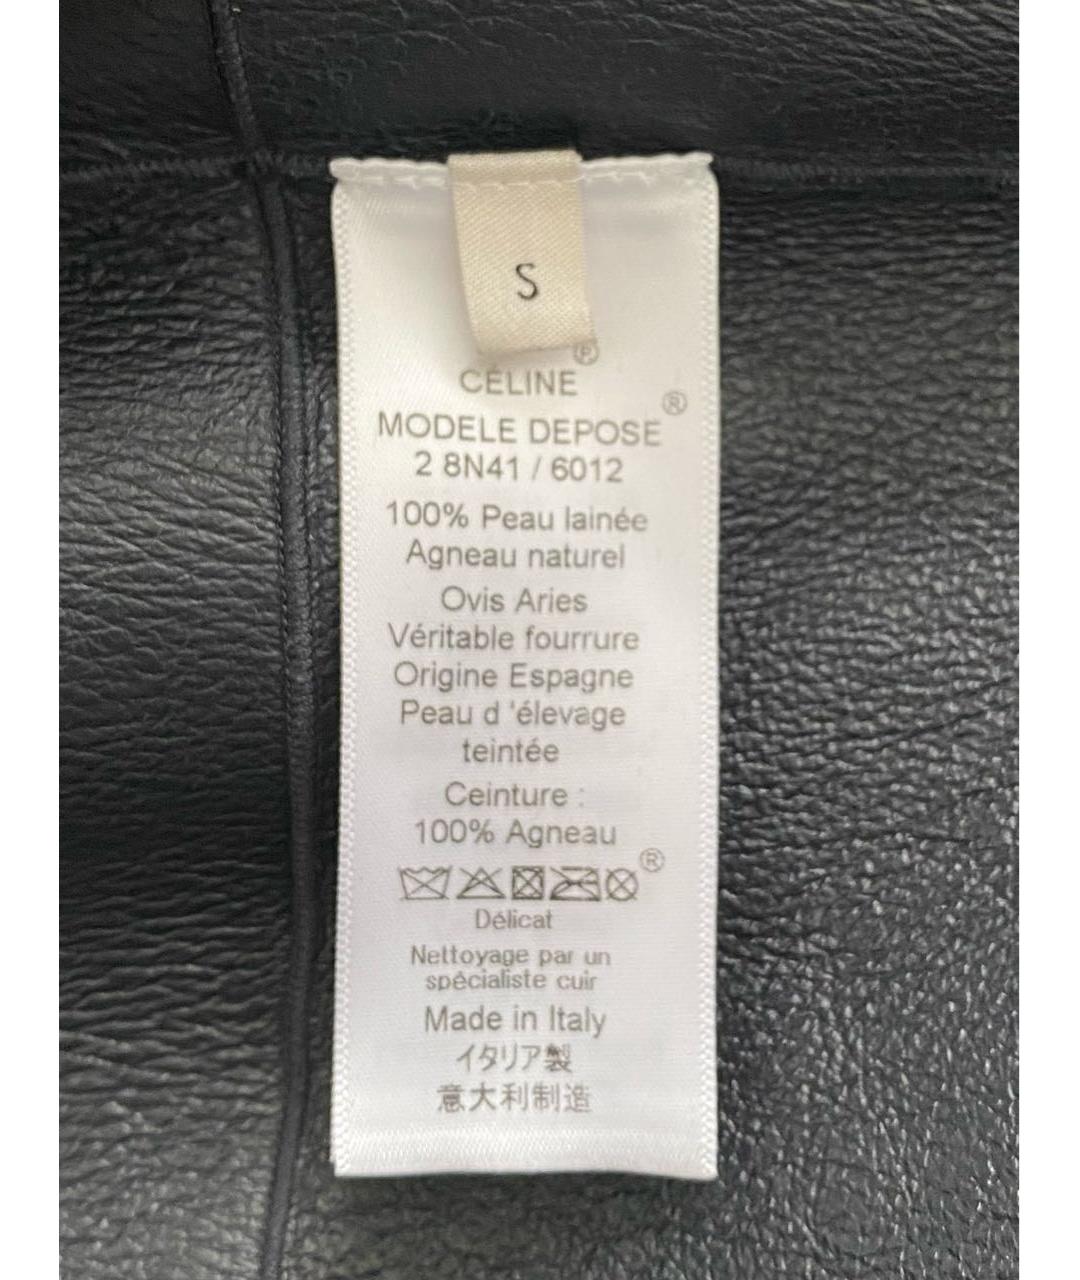 S
®
CÉLINE
®
MODELE DEPOSE
2 8N41 / 6012
100% Peau lainée
Agneau naturel
Ovis Aries
Véritable fourrure
Origine Espagne
Peau d 'élevage
teintée
Ceinture :
100% Agneau
®
Délicat
Nettoyage par un
spécialiste cuir
Made in Italy
イタリア製
意大利制造